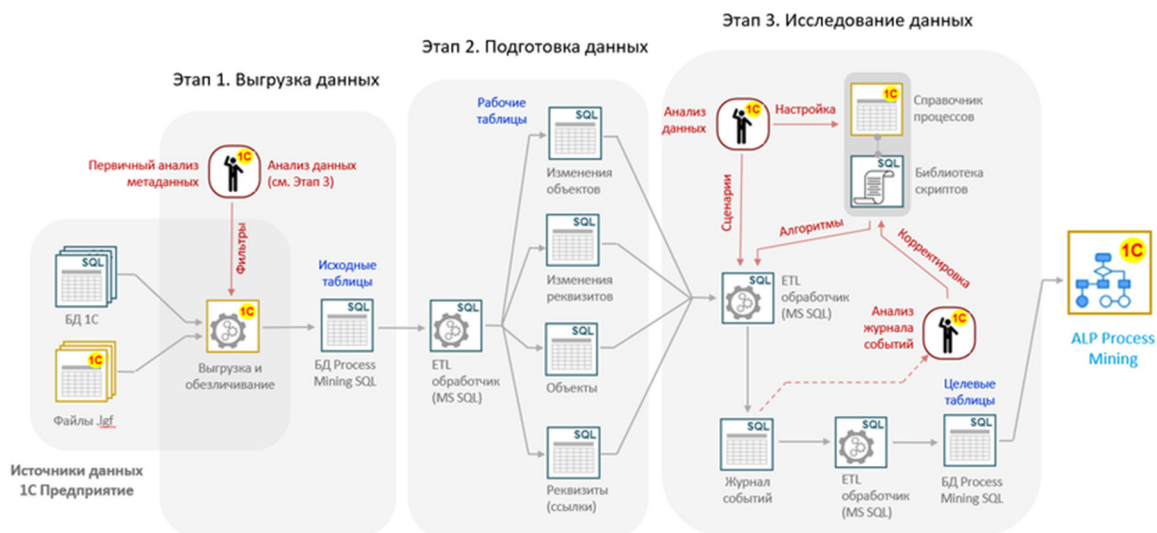 Этап 1. Выгрузка данных
Первичный анализ
метаданных
1С
Анализ данных
(см. Этап 3)
Фильтры
SQL
БД 1С
1С
Файлы .lgf
Источники данных
1С Предприятие
1С
Выгрузка и
обезличивание
Исходные
таблицы
SQL
БД Process
Mining SQL
Этап 2. Подготовка данных
SQL
ETL
обработчик
(MS SQL)
Рабочие
таблицы
SQL
Изменения
объектов
SQL
Изменения
реквизитов
SQL
Объекты
SQL
Реквизиты
(ссылки)
Этап 3. Исследование данных
Анализ
данных
1С
Настройка
1С
Справочник
процессов
SQL
Библиотека
скриптов
Сценарии
Алгоритмы
Корректировка
SQL
ETL
обработчик
(MS SQL)
Анализ
журнала
событий
1С
SQL
Журнал
событий
SQL
ETL
обработчик
(MS SQL)
Целевые
таблицы
SQL
БД Process
Mining SQL
1С
ALP Process
Mining